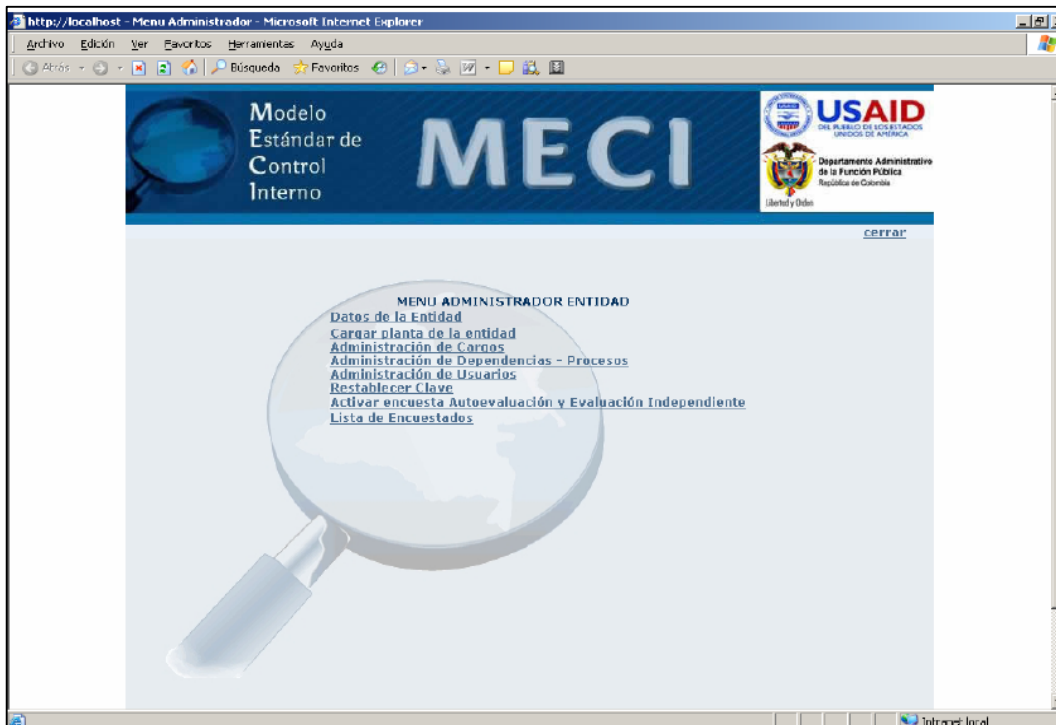 http://localhost - Menu Administrador - Microsoft Internet Explorer
Archivo Edición Ver Favoritos Herramientas Ayuda
Atrás Búsqueda Favoritos
Modelo
Estándar de
Control
Interno
MECI
USAID
DEL PUEBLO DE LOS ESTADOS
UNIDOS DE AMÉRICA
Departamento Administrativo
de la Función Pública
República de Colombia
Libertad y Orden
cerrar
MENU ADMINISTRADOR ENTIDAD
Datos de la Entidad
Cargar planta de la entidad
Administración de Cargos
Administración de Dependencias - Procesos
Administración de Usuarios
Restablecer Clave
Activar encuesta Autoevaluación y Evaluación Independiente
Lista de Encuestados
Intranet local